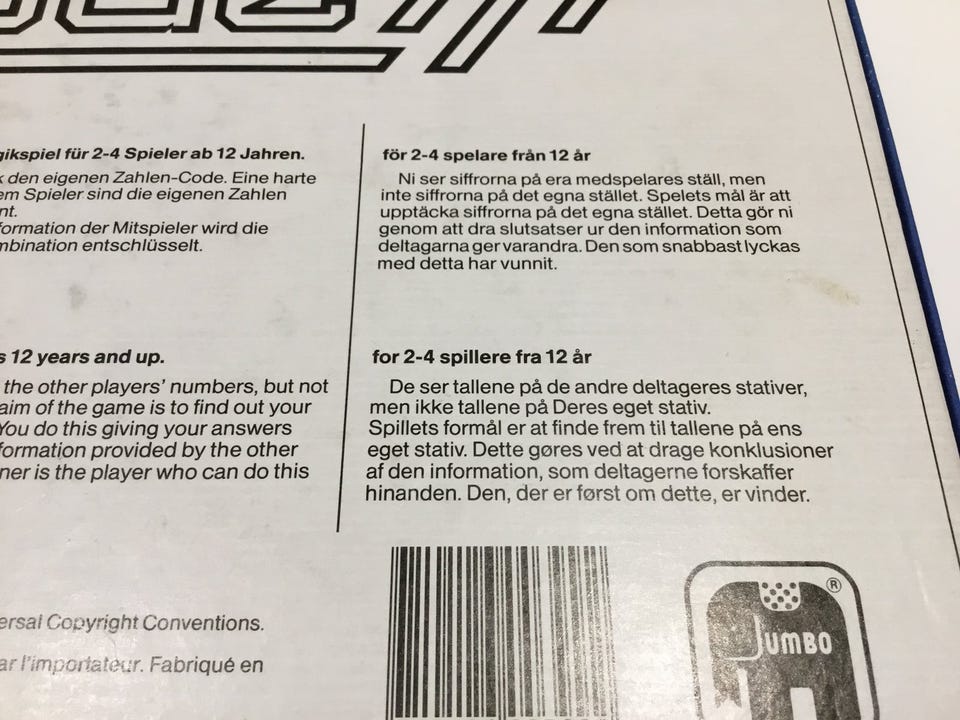 gikspiel für 2-4 Spieler ab 12 Jahren.
k den eigenen Zahlen-Code. Eine harte
em Spieler sind die eigenen Zahlen
nt.
formation der Mitspieler wird die
mbination entschlüsselt.
för 2-4 spelare från 12 år
Ni ser siffrorna på era medspelares ställ, men
inte siffrorna på det egna stället. Spelets mål är att
upptäcka siffrorna på det egna stället. Detta gör ni
genom att dra slutsatser ur den information som
deltagarna ger varandra. Den som snabbast lyckas
med detta har vunnit.
s 12 years and up.
the other players' numbers, but not
aim of the game is to find out your
You do this giving your answers
formation provided by the other
ner is the player who can do this
for 2-4 spillere fra 12 år
De ser tallene på de andre deltageres stativer,
men ikke tallene på Deres eget stativ.
Spillets formål er at finde frem til tallene på ens
eget stativ. Dette gøres ved at drage konklusioner
af den information, som deltagerne forskaffer
hinanden. Den, der er først om dette, er vinder.
ersal Copyright Conventions.
ar l'importateur. Fabriqué en
JUMBO
®